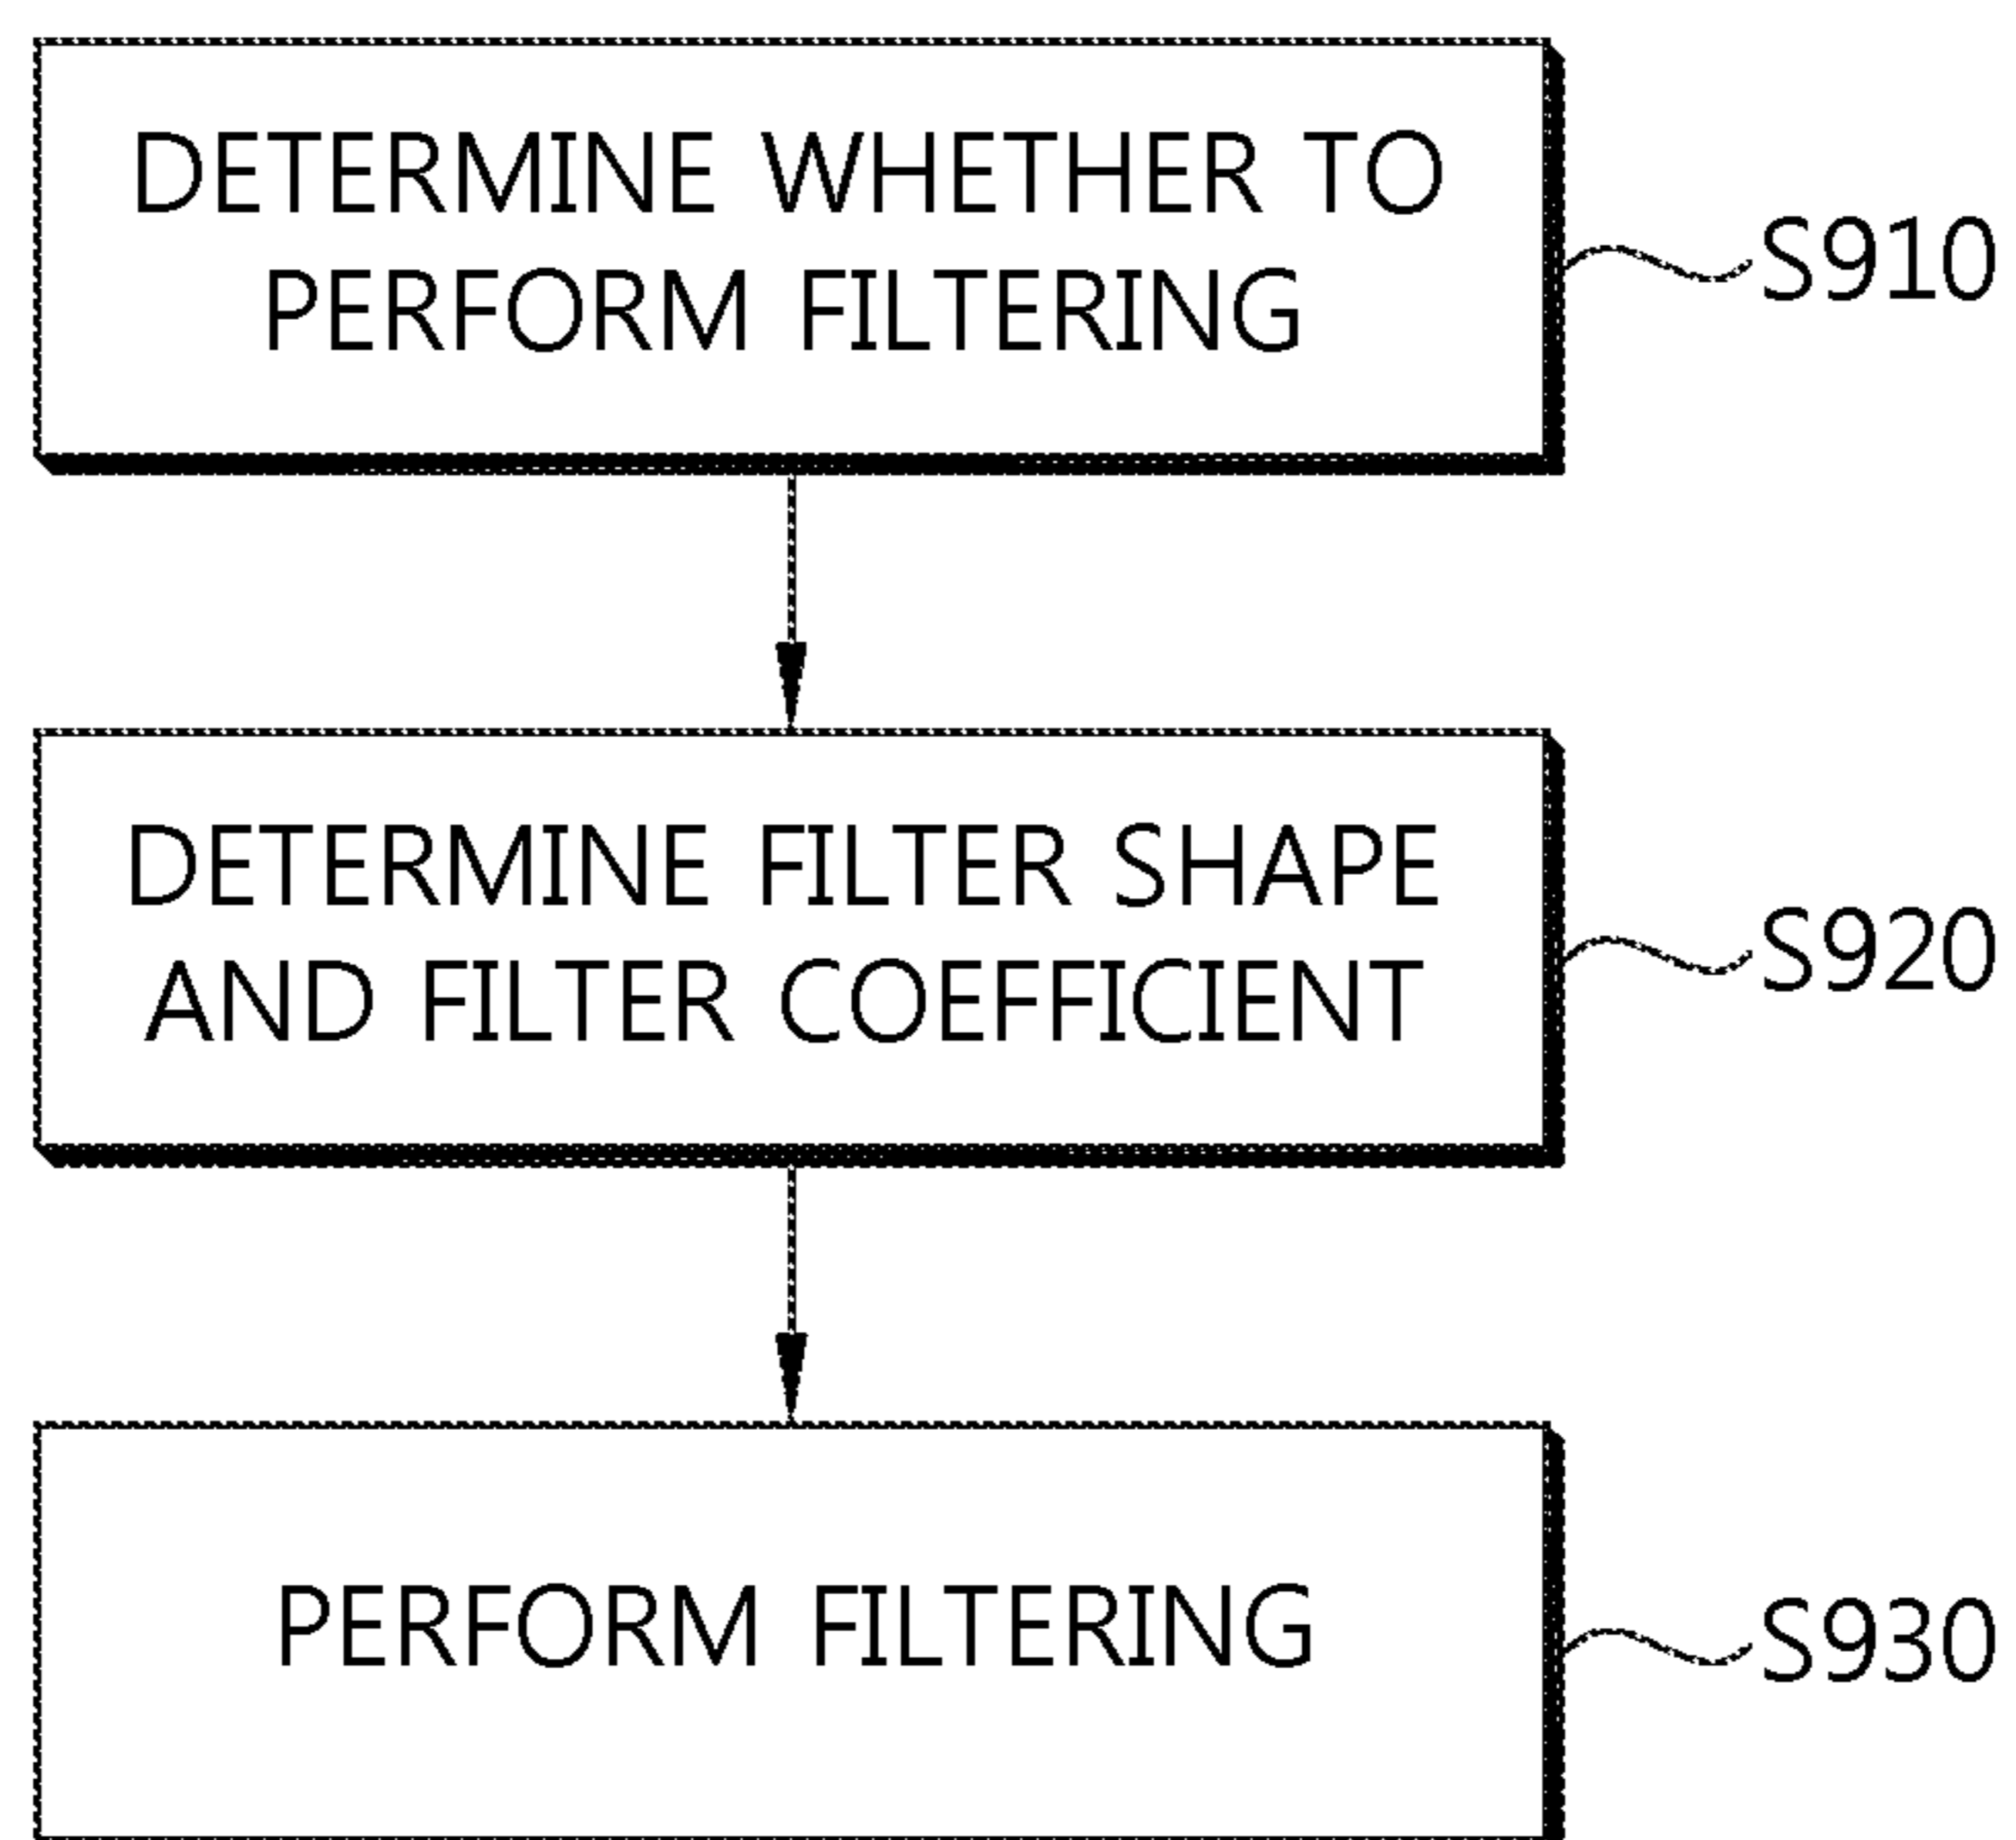 DETERMINE WHETHER TO
PERFORM FILTERING
S910
DETERMINE FILTER SHAPE
AND FILTER COEFFICIENT
S920
PERFORM FILTERING
S930